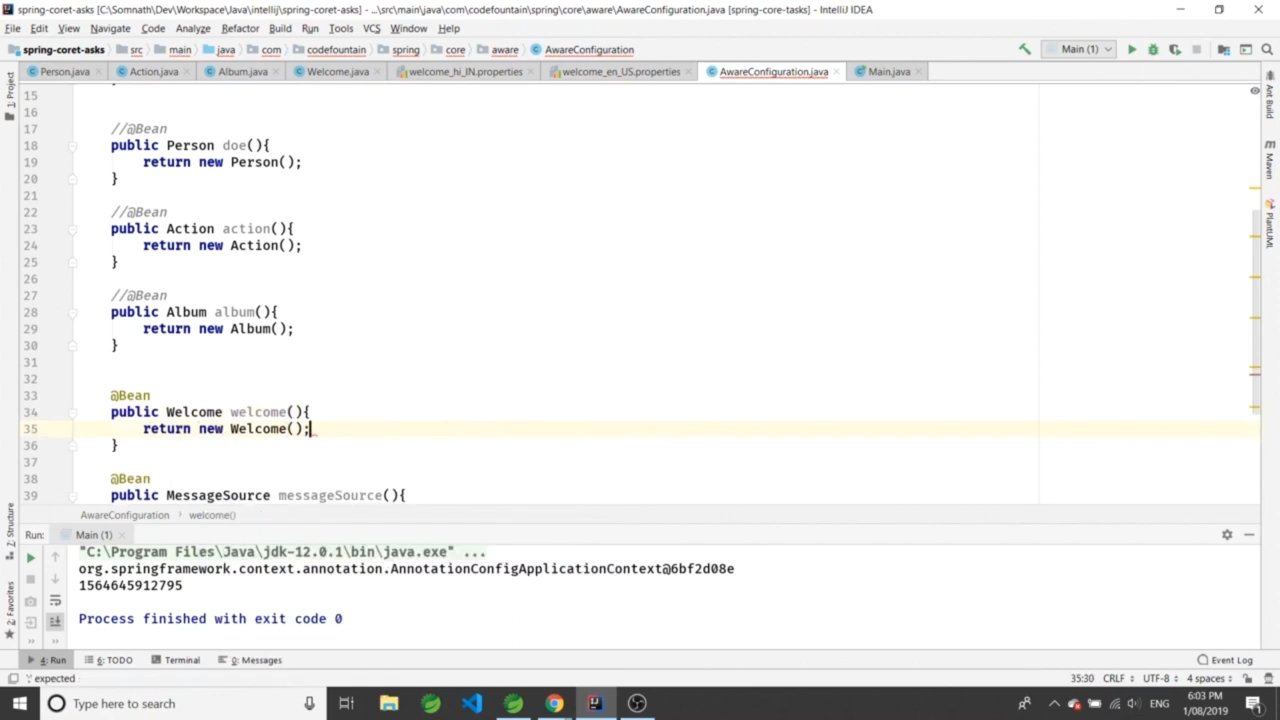 spring-coret-asks [C:\Somnath\Dev\Workspace\Java\intellij\spring-coret-asks] - ...\src\main\java\com\codefountain\spring\core\aware\AwareConfiguration.java [spring-core-tasks] - IntelliJ IDEA
File Edit View Navigate Code Analyze Refactor Build Run Tools VCS Window Help
spring-coret-asks src main java com codefountain spring core aware AwareConfiguration Main (1)
Person.java Action.java Album.java Welcome.java welcome_hi_IN.properties welcome_en_US.properties AwareConfiguration.java Main.java
1: Project
Ant Build
Maven
PlantUML
15
16
17 //@Bean
18 public Person doe(){
19 return new Person();
20 }
21
22 //@Bean
23 public Action action(){
24 return new Action();
25 }
26
27 //@Bean
28 public Album album(){
29 return new Album();
30 }
31
32
33 @Bean
34 public Welcome welcome(){
35 return new Welcome();
36 }
37
38 @Bean
39 public MessageSource messageSource(){
AwareConfiguration › welcome()
Z: Structure
2: Favorites
Run: Main (1)
"C:\Program Files\Java\jdk-12.0.1\bin\java.exe" ...
org.springframework.context.annotation.AnnotationConfigApplicationContext@6bf2d08e
1564645912795
Process finished with exit code 0
4: Run 6: TODO Terminal 0: Messages Event Log
';' expected 35:30 CRLF UTF-8 4 spaces
Type here to search ENG 6:03 PM
1/08/2019